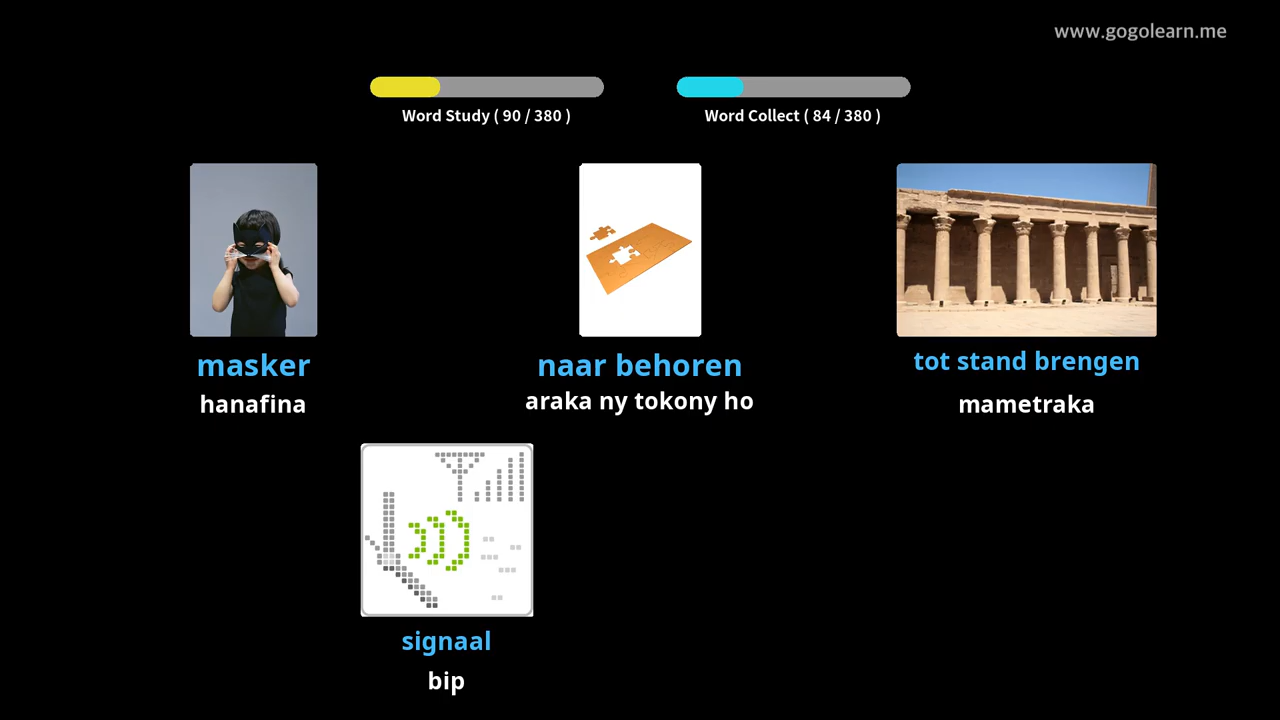 www.gogolearn.me
Word Study ( 90 / 380 )
Word Collect ( 84 / 380 )
masker
hanafina
naar behoren
araka ny tokony ho
tot stand brengen
mametraka
signaal
bip